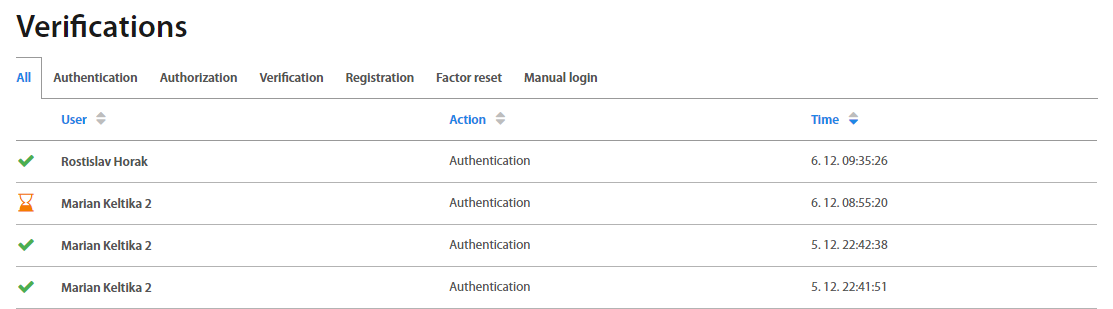 Verifications
All Authentication Authorization Verification Registration Factor reset Manual login
User Action Time
Rostislav Horak Authentication 6. 12. 09:35:26
Marian Keltika 2 Authentication 6. 12. 08:55:20
Marian Keltika 2 Authentication 5. 12. 22:42:38
Marian Keltika 2 Authentication 5. 12. 22:41:51